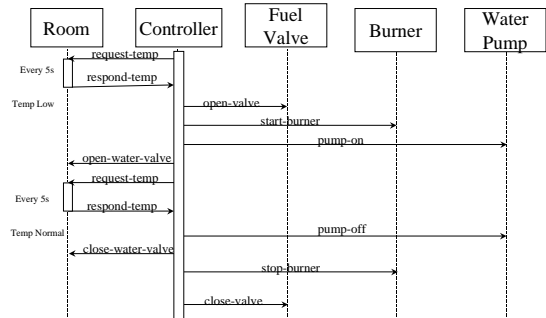 Room
Controller
Fuel
Valve
Burner
Water
Pump
request-temp
Every 5s
respond-temp
Temp Low
open-valve
start-burner
pump-on
open-water-valve
request-temp
Every 5s
respond-temp
Temp Normal
pump-off
close-water-valve
stop-burner
close-valve